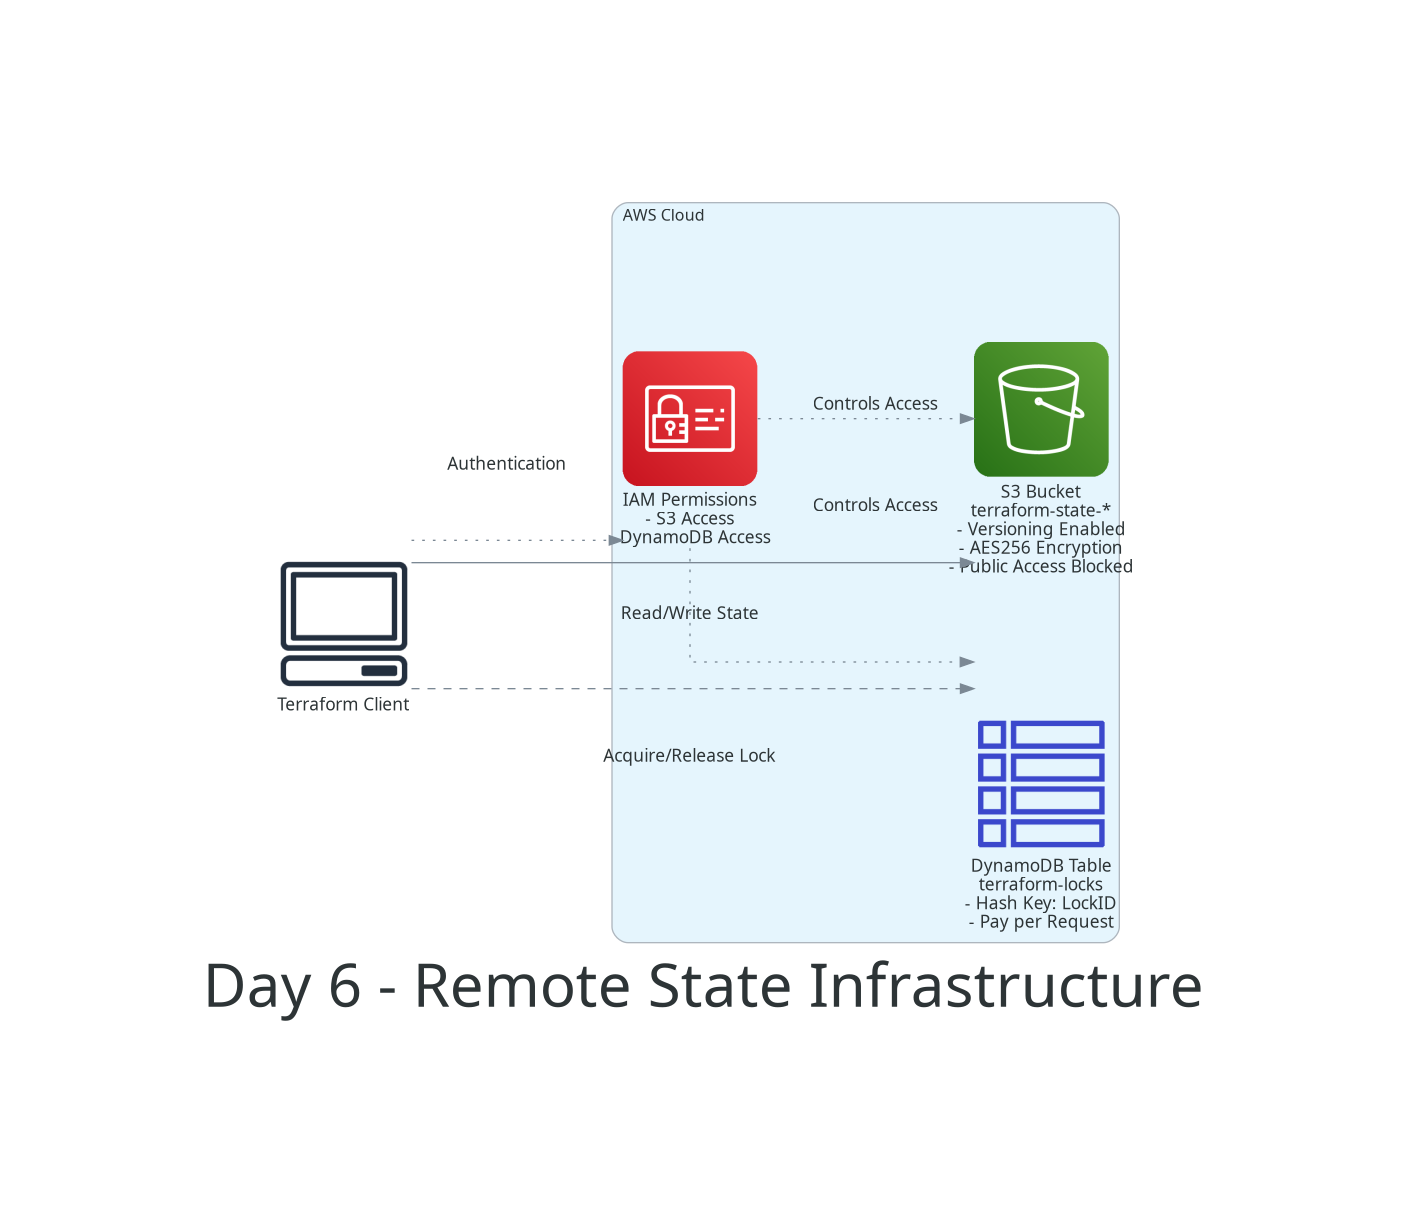 AWS Cloud
Controls Access
Authentication
IAM Permissions
- S3 Access
DynamoDB Access
Controls Access
S3 Bucket
terraform-state-*
- Versioning Enabled
- AES256 Encryption
- Public Access Blocked
Read/Write State
Terraform Client
Acquire/Release Lock
DynamoDB Table
terraform-locks
- Hash Key: LockID
- Pay per Request
Day 6 - Remote State Infrastructure